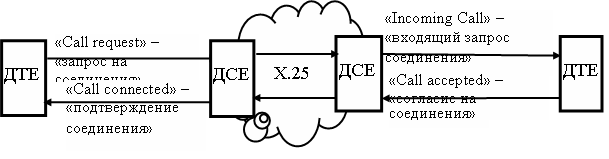 «Call request» –
«запрос на
соединения»
«Call connected» –
«подтверждение
соединения»
ДТЕ
ДСЕ
X.25
ДСЕ
ДТЕ
«Incoming Call» –
«входящий запрос
соединения»
«Call accepted» –
«согласие на
соединения»